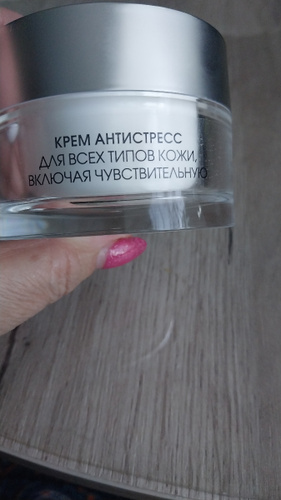 КРЕМ АНТИСТРЕСС
ДЛЯ ВСЕХ ТИПОВ КОЖИ,
ВКЛЮЧАЯ ЧУВСТВИТЕЛЬНУЮ